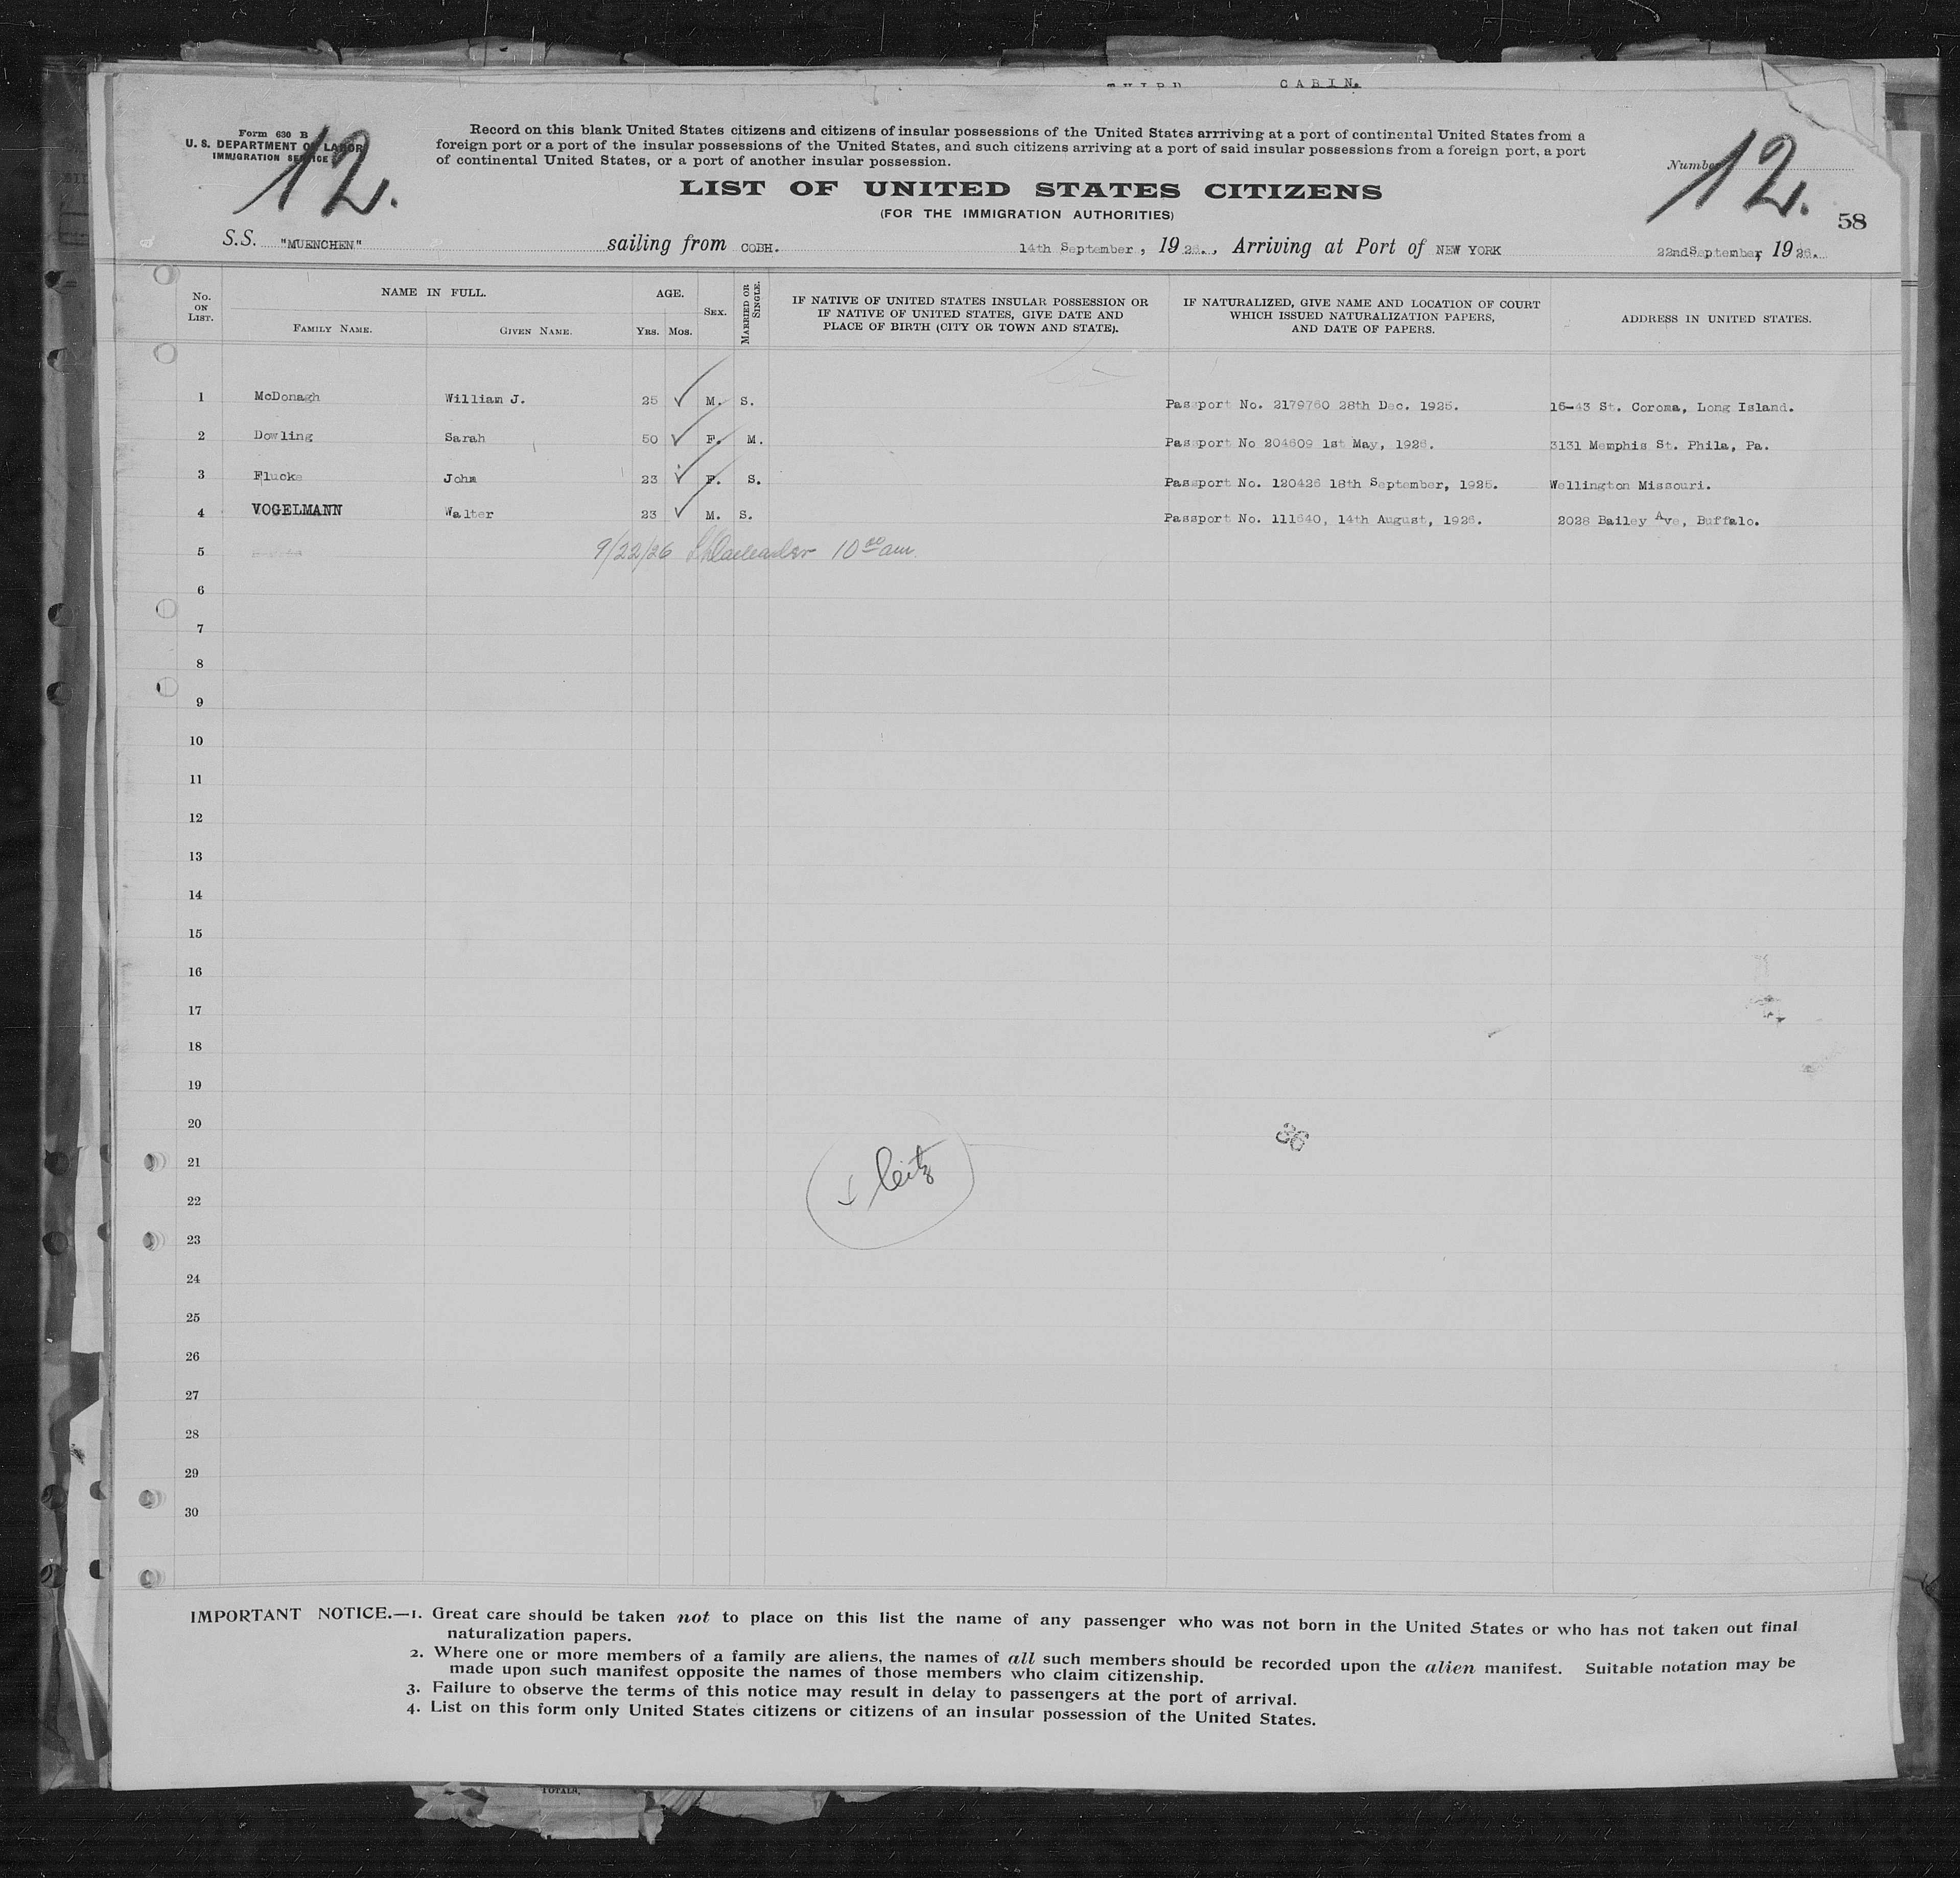 THIRD CABIN.
Form 630 B
U. S. DEPARTMENT OF LABOR
IMMIGRATION SERVICE
12.
Record on this blank United States citizens and citizens of insular possessions of the United States arrriving at a port of continental United States from a
foreign port or a port of the insular possessions of the United States, and such citizens arriving at a port of said insular possessions from a foreign port, a port
of continental United States, or a port of another insular possession.
Number
12.
58
LIST OF UNITED STATES CITIZENS
(FOR THE IMMIGRATION AUTHORITIES)
S.S. "MUENCHEN" sailing from COBH. 14th September, 1926., Arriving at Port of NEW YORK 22ndSeptember, 1926.
No. ON LIST. NAME IN FULL. FAMILY NAME. GIVEN NAME. AGE. YRS. MOS. SEX. MARRIED OR SINGLE. IF NATIVE OF UNITED STATES INSULAR POSSESSION OR IF NATIVE OF UNITED STATES, GIVE DATE AND PLACE OF BIRTH (CITY OR TOWN AND STATE). IF NATURALIZED, GIVE NAME AND LOCATION OF COURT WHICH ISSUED NATURALIZATION PAPERS, AND DATE OF PAPERS. ADDRESS IN UNITED STATES.
1 McDonagh William J. 25 M. S. Passport No. 2179760 28th Dec. 1925. 16-43 St. Coroma, Long Island.
2 Dowling Sarah 50 F. M. Passport No 204609 1st May, 1926. 3131 Memphis St. Phila, Pa.
3 Flucke John 23 F. S. Passport No. 120426 18th September, 1925. Wellington Missouri.
4 VOGELMANN Walter 23 M. S. Passport No. 111640, 14th August, 1926. 2028 Bailey Ave, Buffalo.
5 9/22/26 10 00 am.
6
7
8
9
10
11
12
13
14
15
16
17
18
19
20
36
21
22
23
24
25
26
27
28
29
30
IMPORTANT NOTICE.—1. Great care should be taken not to place on this list the name of any passenger who was not born in the United States or who has not taken out final
naturalization papers.
2. Where one or more members of a family are aliens, the names of all such members should be recorded upon the alien manifest. Suitable notation may be
made upon such manifest opposite the names of those members who claim citizenship.
3. Failure to observe the terms of this notice may result in delay to passengers at the port of arrival.
4. List on this form only United States citizens or citizens of an insular possession of the United States.
TOTALS,